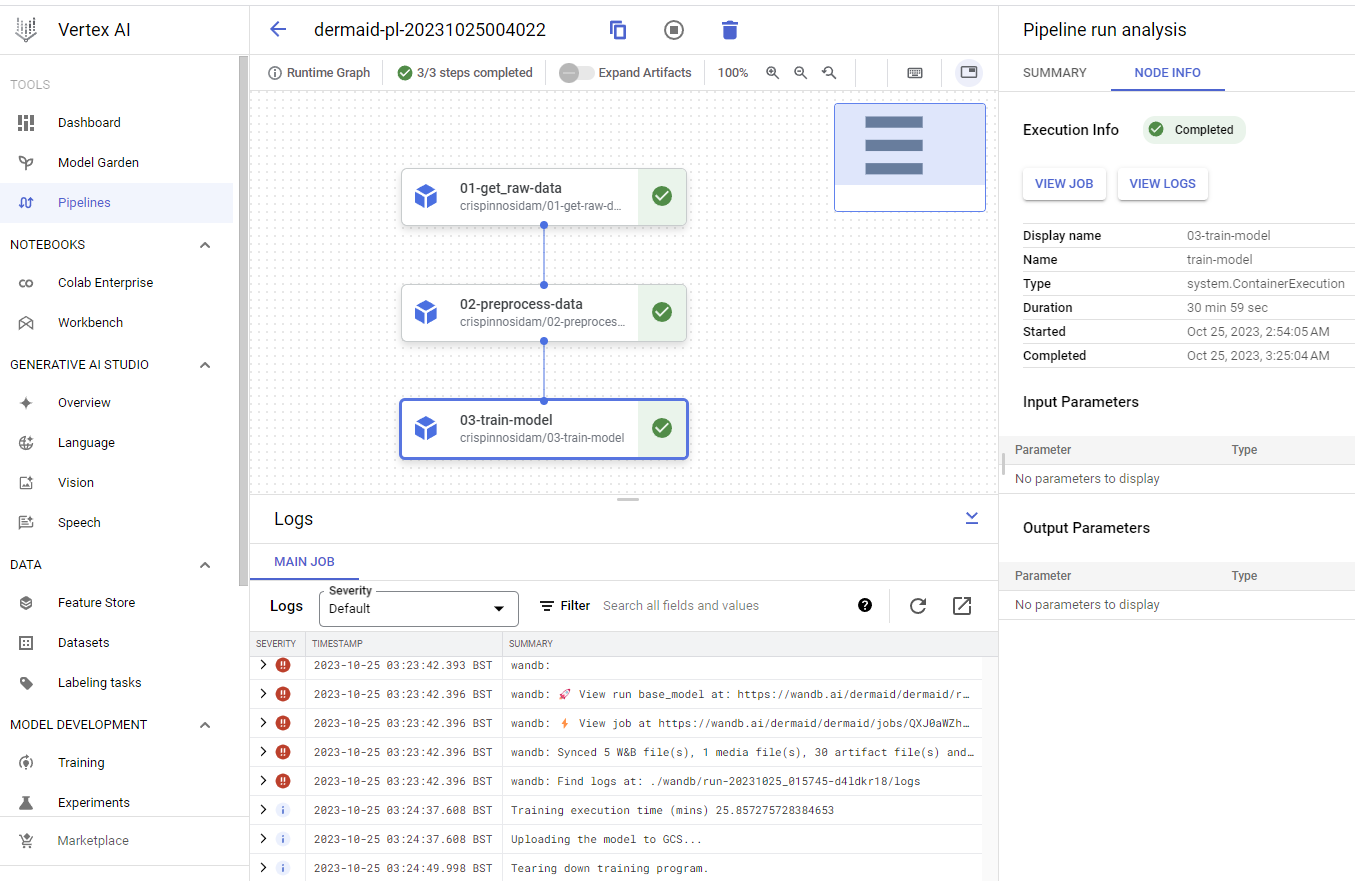 Vertex AI
TOOLS
Dashboard
Model Garden
Pipelines
NOTEBOOKS
Colab Enterprise
Workbench
GENERATIVE AI STUDIO
Overview
Language
Vision
Speech
DATA
Feature Store
Datasets
Labeling tasks
MODEL DEVELOPMENT
Training
Experiments
Marketplace
dermaid-pl-20231025004022
Runtime Graph
3/3 steps completed
Expand Artifacts
100%
01-get_raw-data
crispinnosidam/01-get-raw-d...
02-preprocess-data
crispinnosidam/02-preproces...
03-train-model
crispinnosidam/03-train-model
Logs
MAIN JOB
Logs
Severity
Default
Filter
Search all fields and values
SEVERITY TIMESTAMP SUMMARY
2023-10-25 03:23:42.393 BST wandb:
2023-10-25 03:23:42.396 BST wandb: 🚀 View run base_model at: https://wandb.ai/dermaid/dermaid/r…
2023-10-25 03:23:42.396 BST wandb: ⚡ View job at https://wandb.ai/dermaid/dermaid/jobs/QXJ0aWZh…
2023-10-25 03:23:42.396 BST wandb: Synced 5 W&B file(s), 1 media file(s), 30 artifact file(s) and…
2023-10-25 03:23:42.396 BST wandb: Find logs at: ./wandb/run-20231025_015745-d4ldkr18/logs
2023-10-25 03:24:37.608 BST Training execution time (mins) 25.857275728384653
2023-10-25 03:24:37.608 BST Uploading the model to GCS...
2023-10-25 03:24:49.998 BST Tearing down training program.
Pipeline run analysis
SUMMARY NODE INFO
Execution Info Completed
VIEW JOB VIEW LOGS
Display name 03-train-model
Name train-model
Type system.ContainerExecution
Duration 30 min 59 sec
Started Oct 25, 2023, 2:54:05 AM
Completed Oct 25, 2023, 3:25:04 AM
Input Parameters
Parameter Type
No parameters to display
Output Parameters
Parameter Type
No parameters to display